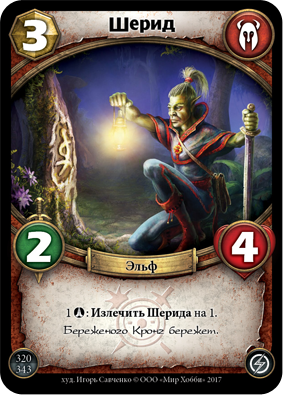 3
Шерид
2
4
Эльф
1 : Излечить Шерида на 1.
Береженого Кронг бережет.
320
343
худ. Игорь Савченко © ООО «Мир Хобби» 2017